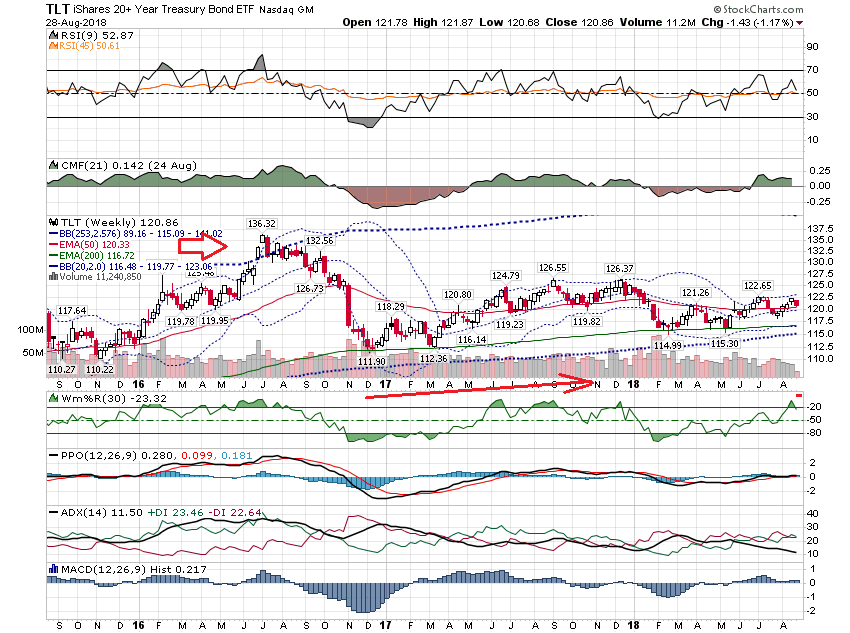 TLT iShares 20+ Year Treasury Bond ETF Nasdaq GM © StockCharts.com
28-Aug-2018 Open 121.78 High 121.87 Low 120.68 Close 120.86 Volume 11.2M Chg -1.43 (-1.17%)
RSI(9) 52.87
RSI(45) 50.61
90
70
50
30
10
CMF(21) 0.142 (24 Aug)
0.25
0.00
-0.25
TLT (Weekly) 120.86
BB(253,2.576) 89.16 - 115.09 - 141.02
EMA(50) 120.33
EMA(200) 116.72
BB(20,2.0) 116.48 - 119.77 - 123.06
Volume 11,240,850
136.32
132.56
126.73
117.64
110.27
110.22
119.78
119.95
111.90
118.29
112.36
120.80
116.14
124.79
119.23
126.55
119.82
126.37
114.99
121.26
115.30
122.65
137.5
135.0
132.5
130.0
127.5
125.0
122.5
120.0
117.5
115.0
112.5
110.0
100M
50M
S O N D 16 F M A M J J A S O N D 17 F M A M J J A S O N D 18 F M A M J J A
Wm%R(30) -23.32
-20
-50
-80
PPO(12,26,9) 0.280, 0.099, 0.181
2
0
-2
ADX(14) 11.50 +DI 23.46 -DI 22.64
40
30
20
10
MACD(12,26,9) Hist 0.217
1
0
-1
-2
S O N D 16 F M A M J J A S O N D 17 F M A M J J A S O N D 18 F M A M J J A